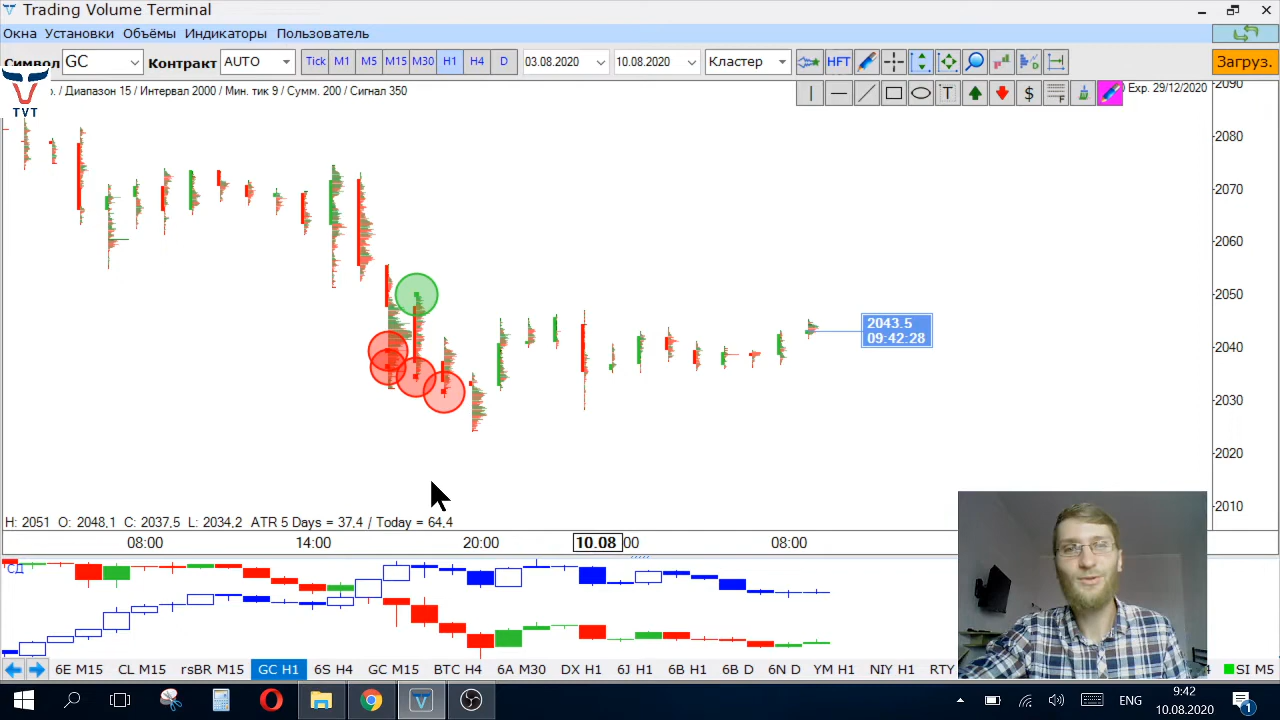 Trading Volume Terminal
Окна Установки Объёмы Индикаторы Пользователь
Символ GC Контракт AUTO Tick M1 M5 M15 M30 H1 H4 D 03.08.2020 10.08.2020 Кластер HFT Загруз.
/ Диапазон 15 / Интервал 2000 / Мин. тик 9 / Сумм. 200 / Сигнал 350
T $ F Exp. 29/12/2020
TVT
2090
2080
2070
2060
2050
2043.5
09:42:28
2040
2030
2020
2010
H: 2051 O: 2048,1 C: 2037,5 L: 2034,2 ATR 5 Days = 37,4 / Today = 64,4
08:00 14:00 20:00 10.08 00 08:00
СД
6E M15 CL M15 rsBR M15 GC H1 6S H4 GC M15 BTC H4 6A M30 DX H1 6J H1 6B H1 6B D 6N D YM H1 NIY H1 RTY 4 SI M5
ENG 9:42
10.08.2020 1